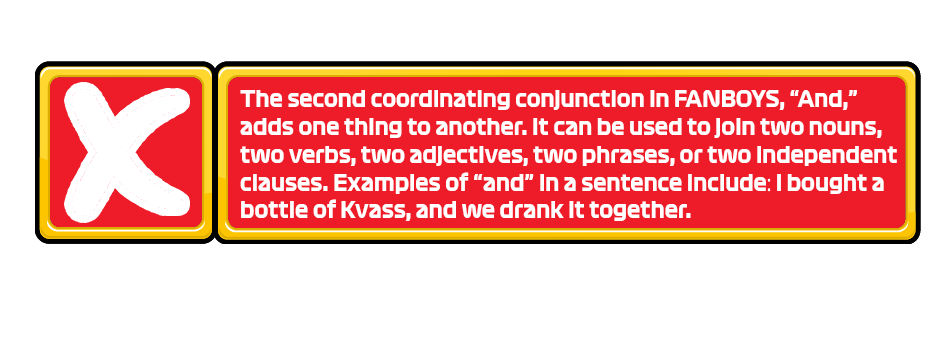 The second coordinating conjunction in FANBOYS, “And,”
adds one thing to another. It can be used to join two nouns,
two verbs, two adjectives, two phrases, or two independent
clauses. Examples of “and” in a sentence include: I bought a
bottle of Kvass, and we drank it together.